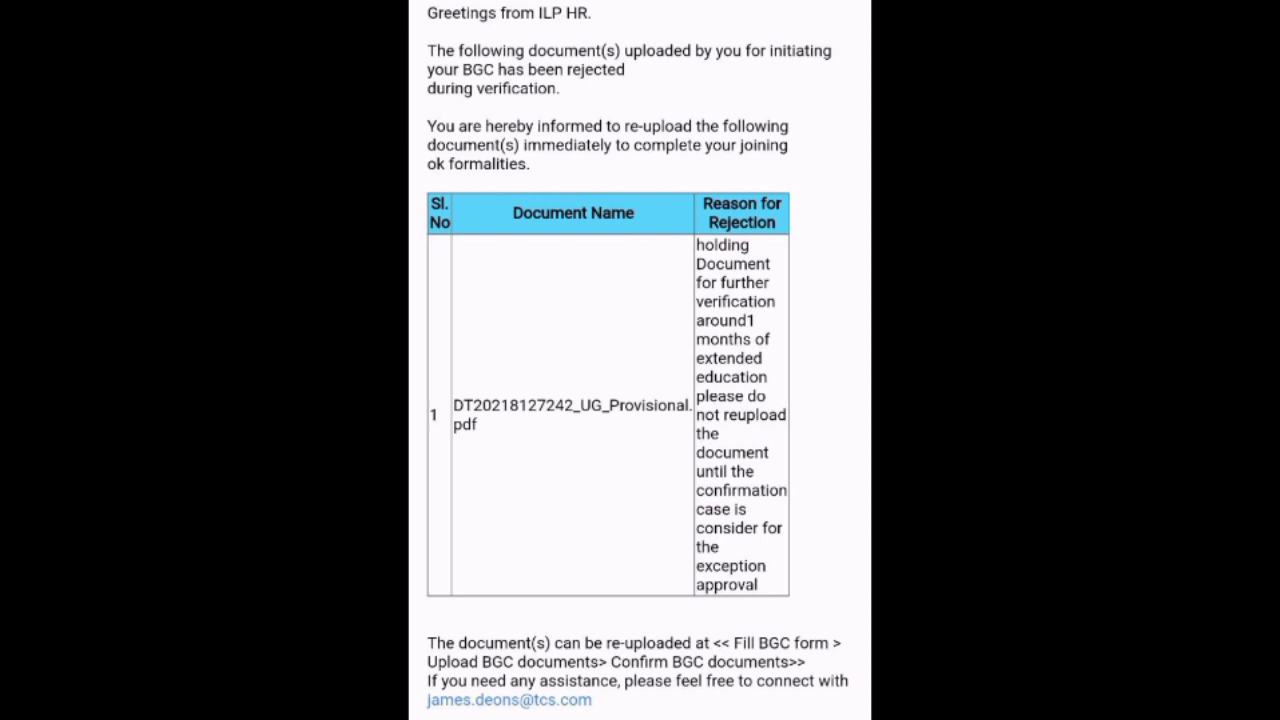 Greetings from ILP HR.
The following document(s) uploaded by you for initiating
your BGC has been rejected
during verification.
You are hereby informed to re-upload the following
document(s) immediately to complete your joining
ok formalities.
Sl.
No
Document Name
Reason for
Rejection
1
DT20218127242_UG_Provisional.
pdf
holding
Document
for further
verification
around1
months of
extended
education
please do
not reupload
the
document
until the
confirmation
case is
consider for
the
exception
approval
The document(s) can be re-uploaded at << Fill BGC form >
Upload BGC documents> Confirm BGC documents>>
If you need any assistance, please feel free to connect with
james.deons@tcs.com